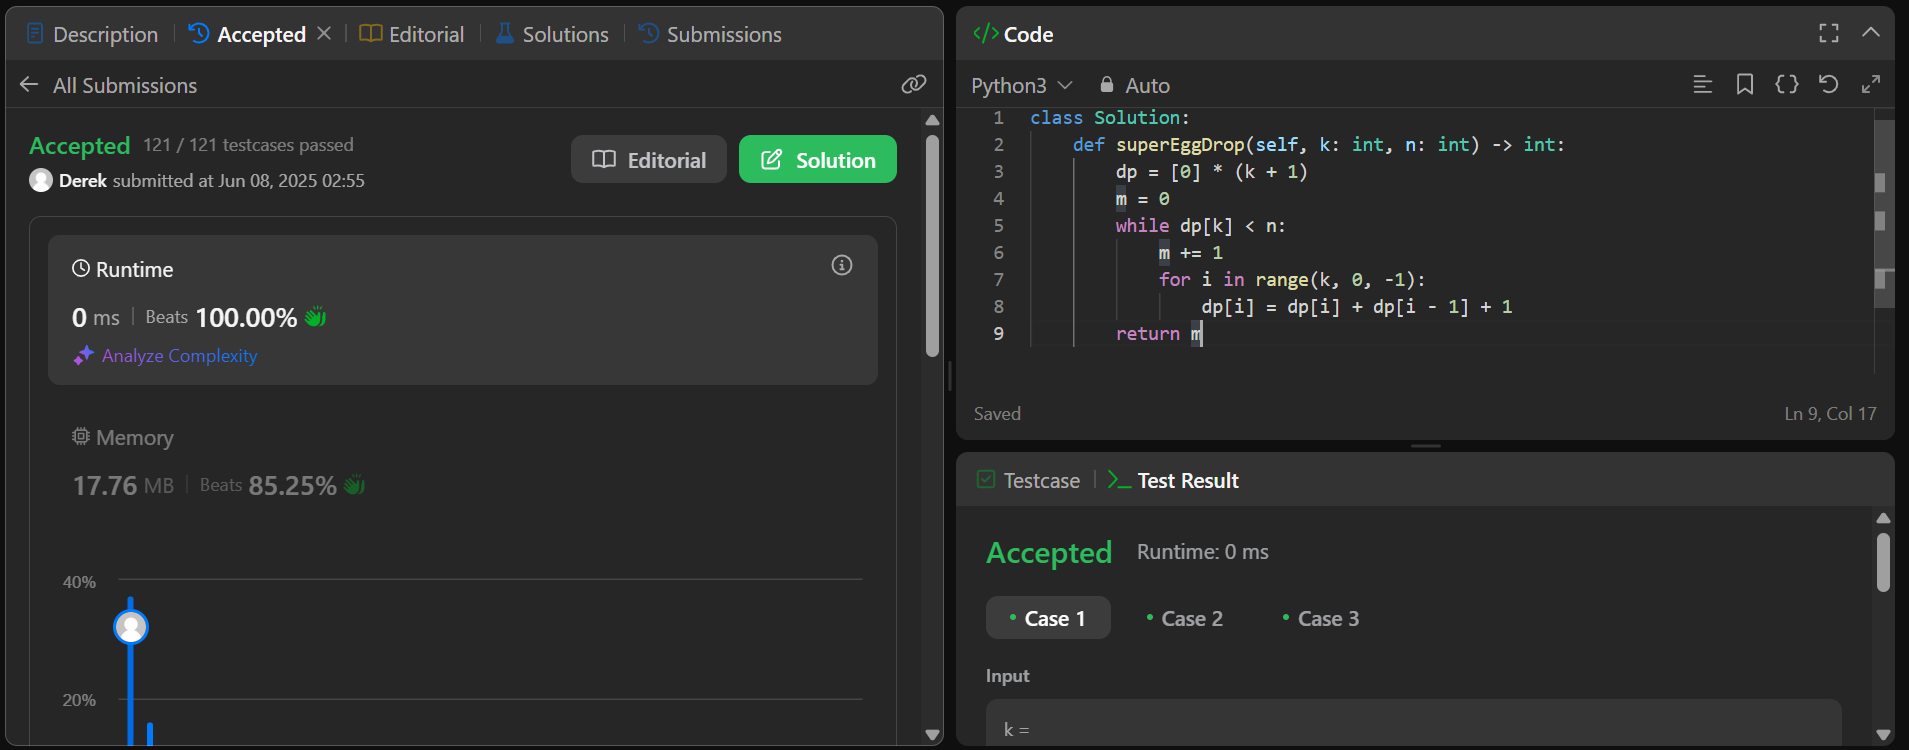 Description
Accepted
Editorial
Solutions
Submissions
All Submissions
Accepted 121 / 121 testcases passed
Derek submitted at Jun 08, 2025 02:55
Editorial
Solution
Runtime
0 ms
Beats 100.00%
Analyze Complexity
Memory
17.76 MB
Beats 85.25%
40%
20%
</> Code
Python3
Auto
1 class Solution:
2     def superEggDrop(self, k: int, n: int) -> int:
3         dp = [0] * (k + 1)
4         m = 0
5         while dp[k] < n:
6             m += 1
7             for i in range(k, 0, -1):
8                 dp[i] = dp[i] + dp[i - 1] + 1
9         return m
Saved
Ln 9, Col 17
Testcase
Test Result
Accepted
Runtime: 0 ms
Case 1
Case 2
Case 3
Input
k =